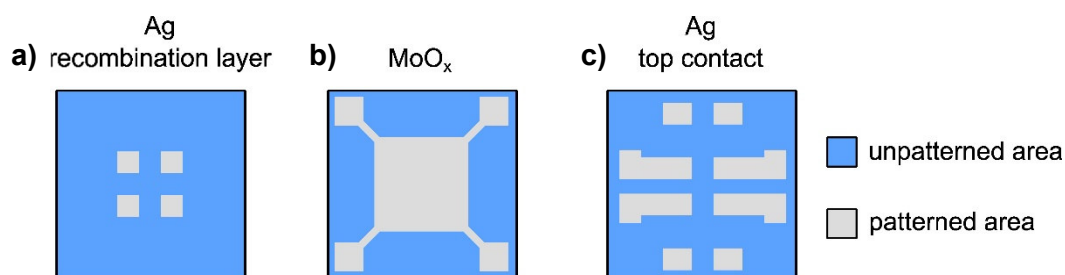 a) Ag
recombination layer
b) MoOₓ
c) Ag
top contact
unpatterned area
patterned area